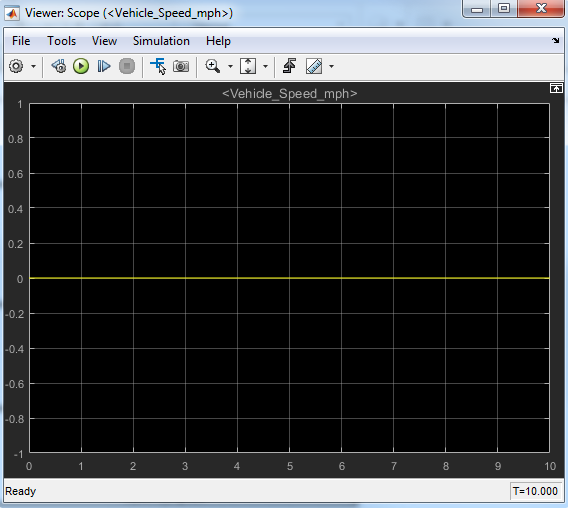 Viewer: Scope (<Vehicle_Speed_mph>)
File Tools View Simulation Help
<Vehicle_Speed_mph>
1
0.8
0.6
0.4
0.2
0
-0.2
-0.4
-0.6
-0.8
-1
0 1 2 3 4 5 6 7 8 9 10
Ready T=10.000